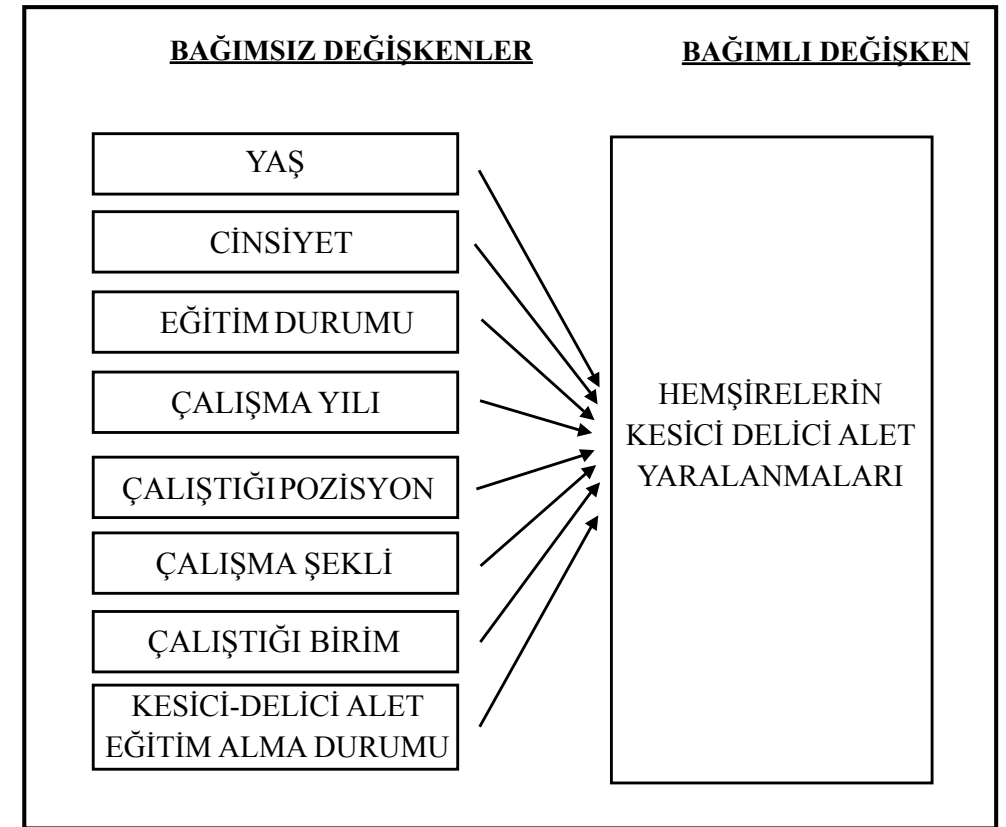 BAĞIMSIZ DEĞİŞKENLER
BAĞIMLI DEĞİŞKEN
YAŞ
CİNSİYET
EĞİTİM DURUMU
ÇALIŞMA YILI
ÇALIŞTIĞI POZİSYON
ÇALIŞMA ŞEKLİ
ÇALIŞTIĞI BİRİM
KESİCİ-DELİCİ ALET
EĞİTİM ALMA DURUMU
HEMŞİRELERİN
KESİCİ DELİCİ ALET
YARALANMALARI